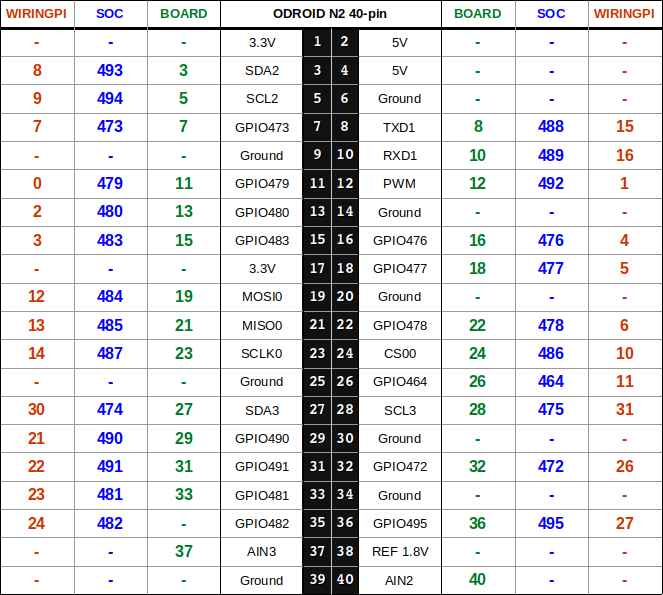 WIRINGPI SOC BOARD ODROID N2 40-pin BOARD SOC WIRINGPI
- - - 3.3V 1 2 5V - - -
8 493 3 SDA2 3 4 5V - - -
9 494 5 SCL2 5 6 Ground - - -
7 473 7 GPIO473 7 8 TXD1 8 488 15
- - - Ground 9 10 RXD1 10 489 16
0 479 11 GPIO479 11 12 PWM 12 492 1
2 480 13 GPIO480 13 14 Ground - - -
3 483 15 GPIO483 15 16 GPIO476 16 476 4
- - - 3.3V 17 18 GPIO477 18 477 5
12 484 19 MOSI0 19 20 Ground - - -
13 485 21 MISO0 21 22 GPIO478 22 478 6
14 487 23 SCLK0 23 24 CS00 24 486 10
- - - Ground 25 26 GPIO464 26 464 11
30 474 27 SDA3 27 28 SCL3 28 475 31
21 490 29 GPIO490 29 30 Ground - - -
22 491 31 GPIO491 31 32 GPIO472 32 472 26
23 481 33 GPIO481 33 34 Ground - - -
24 482 - GPIO482 35 36 GPIO495 36 495 27
- - 37 AIN3 37 38 REF 1.8V - - -
- - - Ground 39 40 AIN2 40 - -